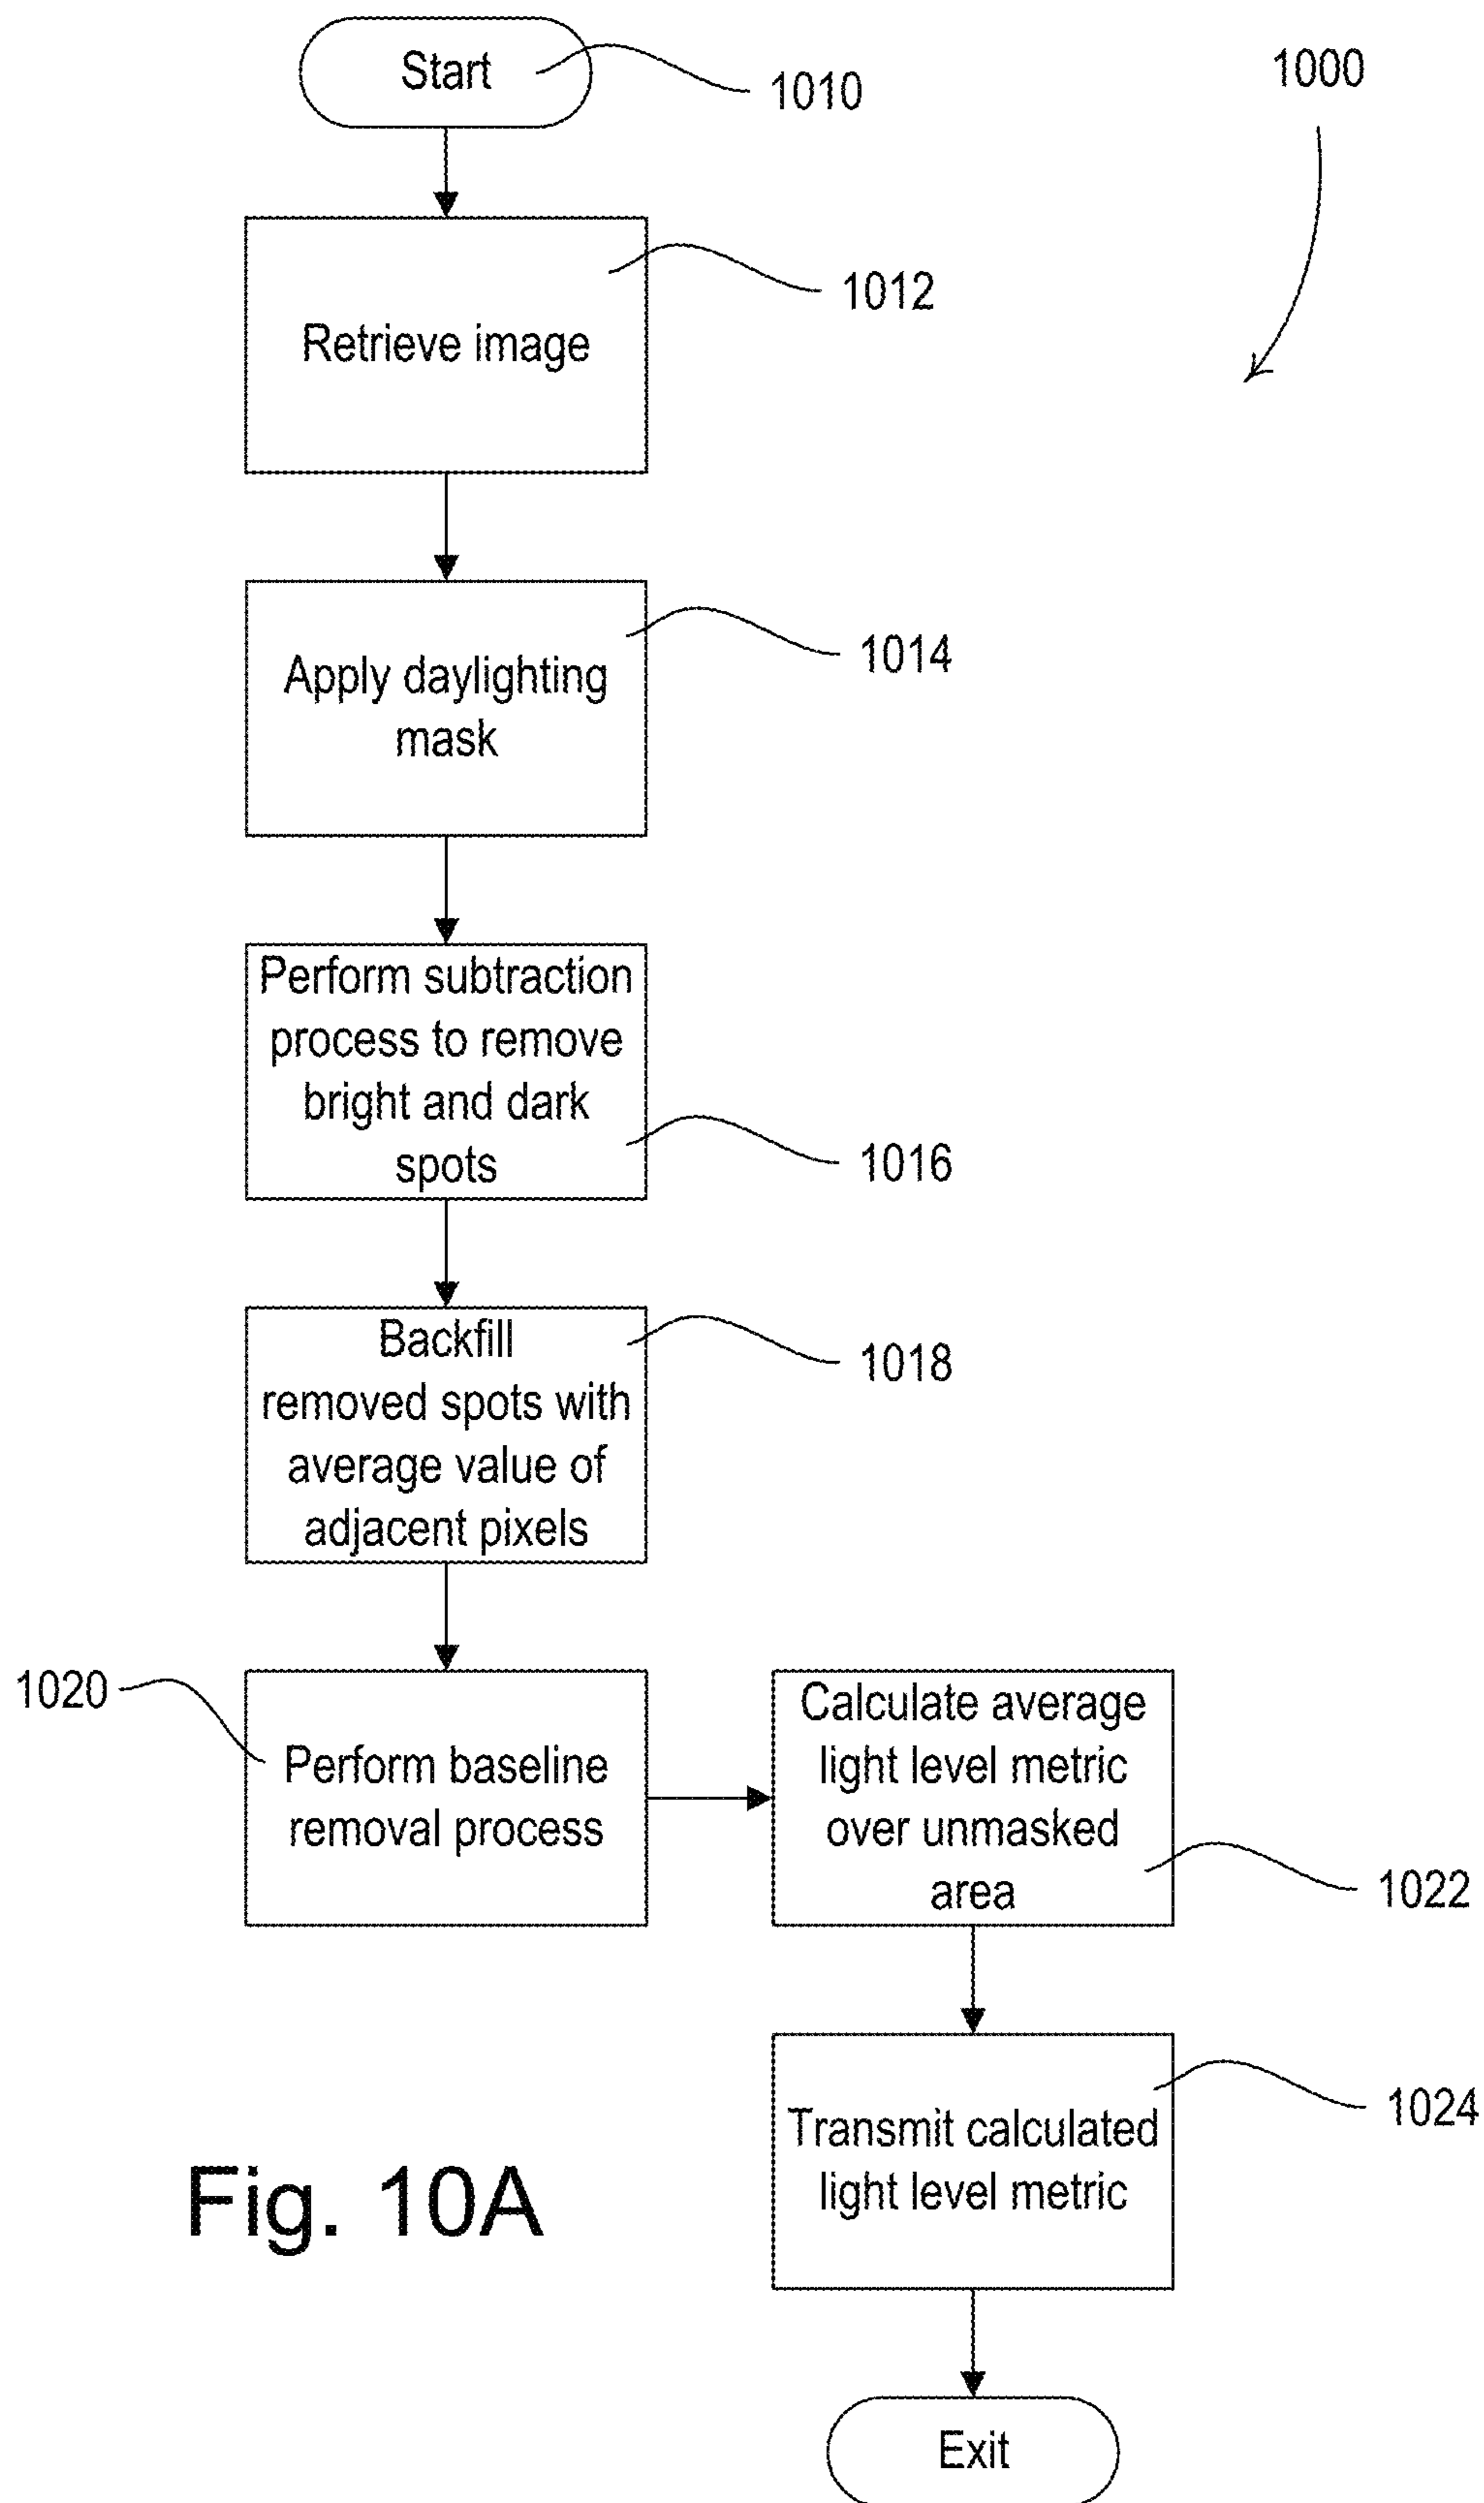 Start
1010
1000
Retrieve image
1012
Apply daylighting
mask
1014
Perform subtraction
process to remove
bright and dark
spots
1016
Backfill
removed spots with
average value of
adjacent pixels
1018
1020
Perform baseline
removal process
Calculate average
light level metric
over unmasked
area
1022
Transmit calculated
light level metric
1024
Fig. 10A
Exit